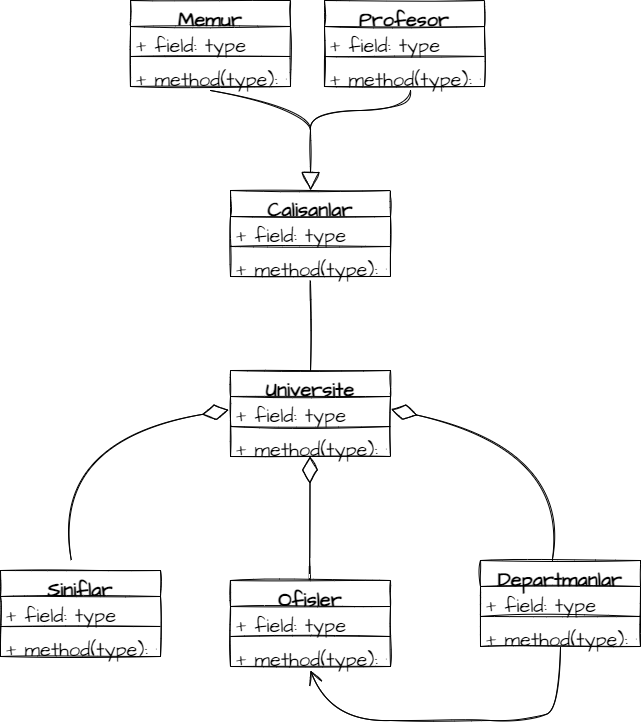 Memur
+ field: type
+ method(type):
Profesor
+ field: type
+ method(type):
Calisanlar
+ field: type
+ method(type):
Universite
+ field: type
+ method(type):
Siniflar
+ field: type
+ method(type):
Ofisler
+ field: type
+ method(type):
Departmanlar
+ field: type
+ method(type):